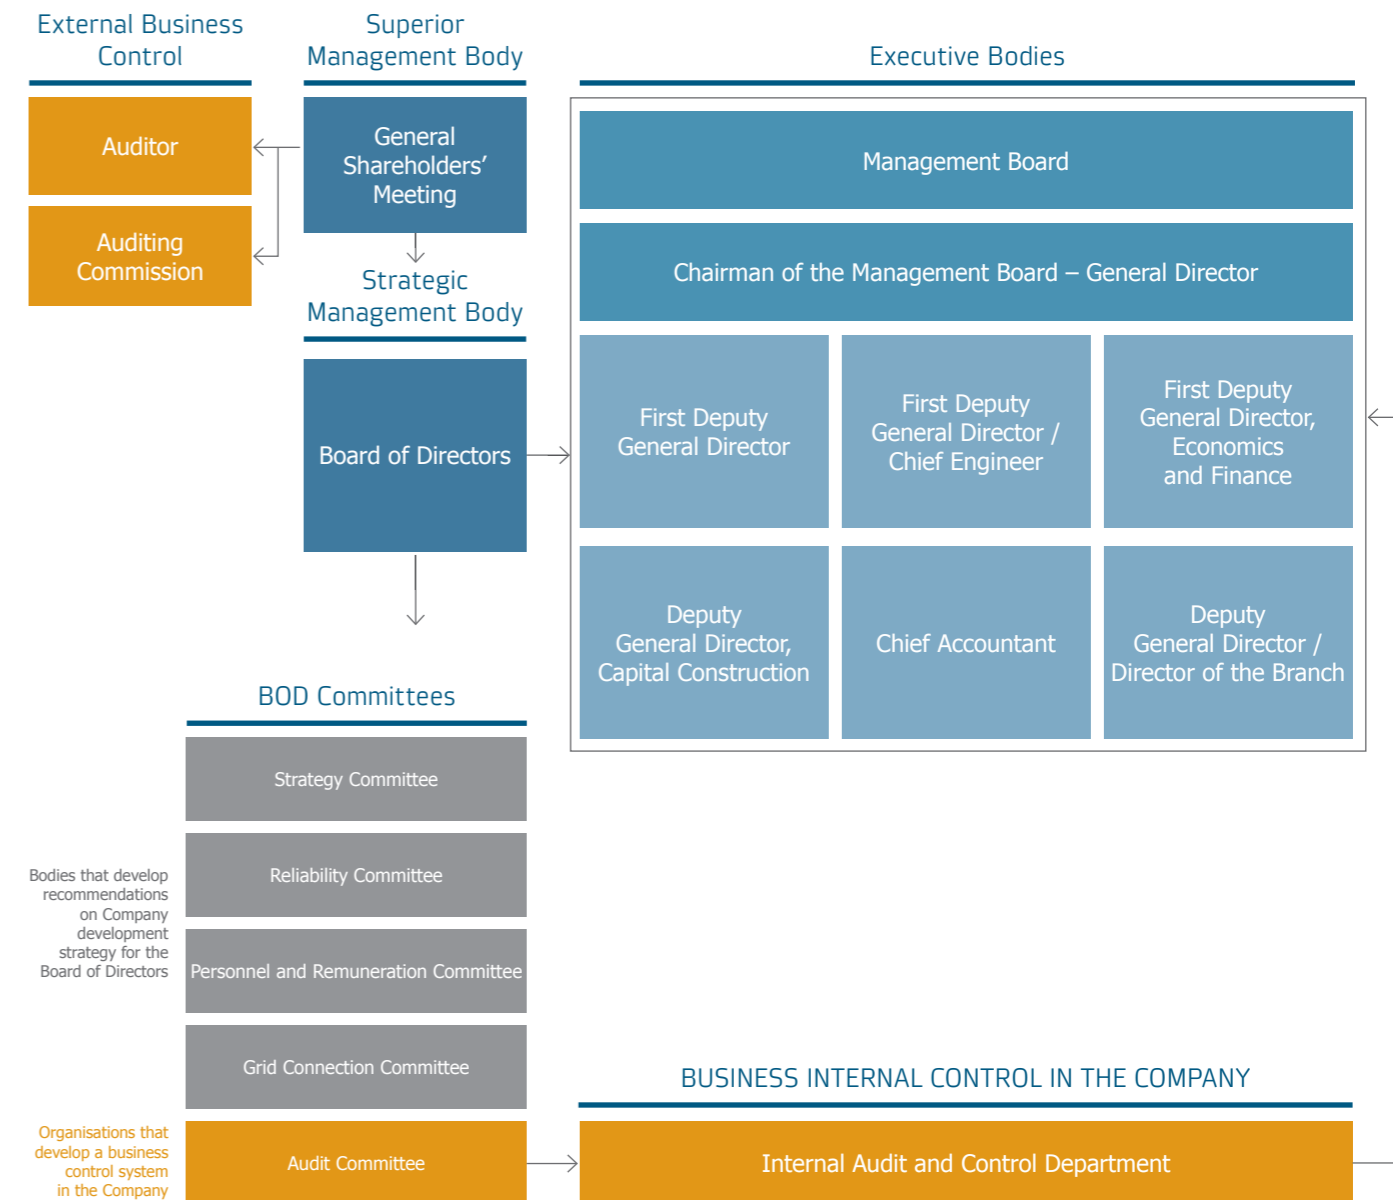 External Business
Control
Superior
Management Body
Executive Bodies
Auditor
General
Shareholders'
Meeting
Management Board
Auditing
Commission
Chairman of the Management Board – General Director
Strategic
Management Body
Board of Directors
First Deputy
General Director
First Deputy
General Director /
Chief Engineer
First Deputy
General Director,
Economics
and Finance
Deputy
General Director,
Capital Construction
Chief Accountant
Deputy
General Director /
Director of the Branch
BOD Committees
Strategy Committee
Bodies that develop
recommendations
on Company
development
strategy for the
Board of Directors
Reliability Committee
Personnel and Remuneration Committee
Grid Connection Committee
BUSINESS INTERNAL CONTROL IN THE COMPANY
Organisations that
develop a business
control system
in the Company
Audit Committee
Internal Audit and Control Department